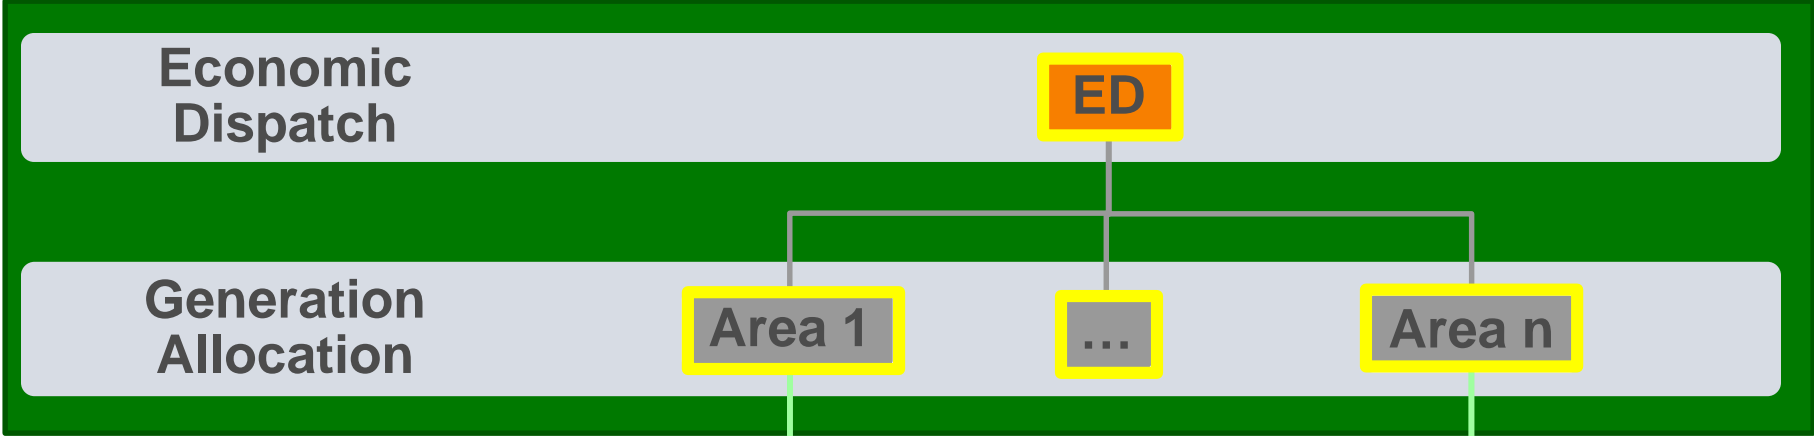 Economic
Dispatch
ED
Generation
Allocation
Area 1
...
Area n